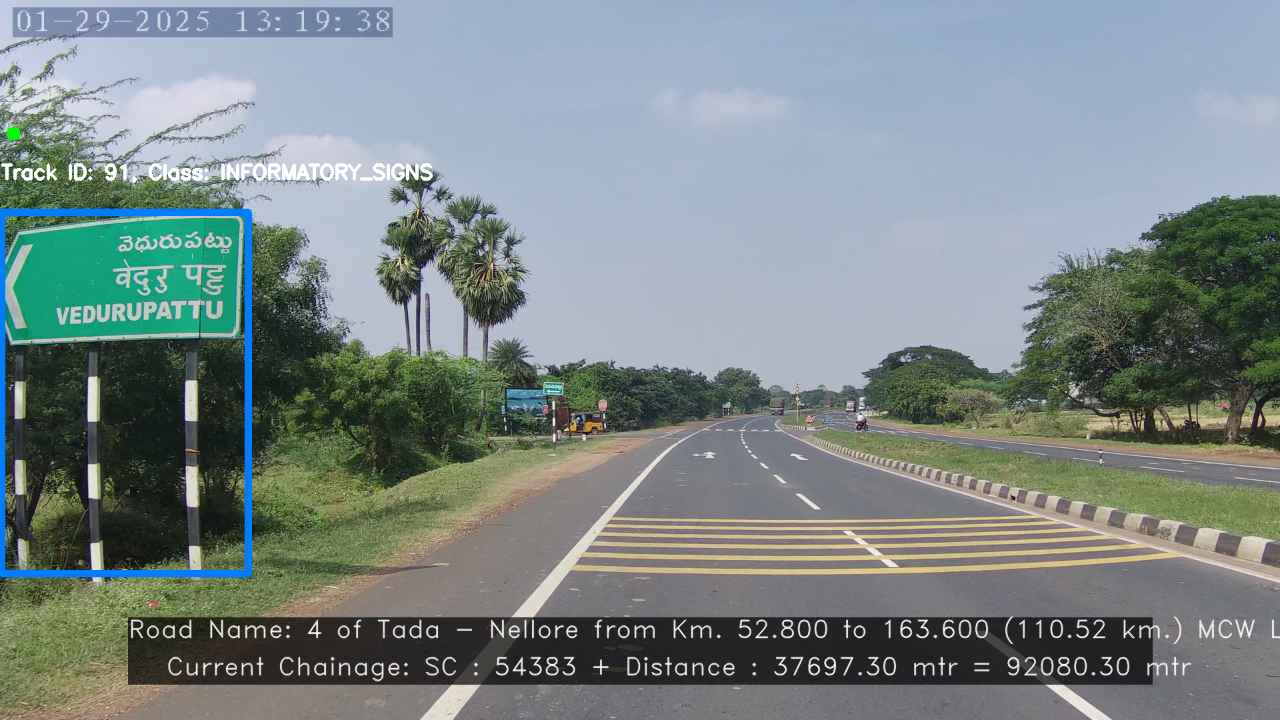 01-29-2025 13:19:38
Track ID: 91, Class: INFORMATORY_SIGNS
వెధురుపట్టు
वेदुरु पट्टु
VEDURUPATTU
Road Name: 4 of Tada - Nellore from Km. 52.800 to 163.600 (110.52 km.) MCW L
Current Chainage: SC : 54383 + Distance : 37697.30 mtr = 92080.30 mtr